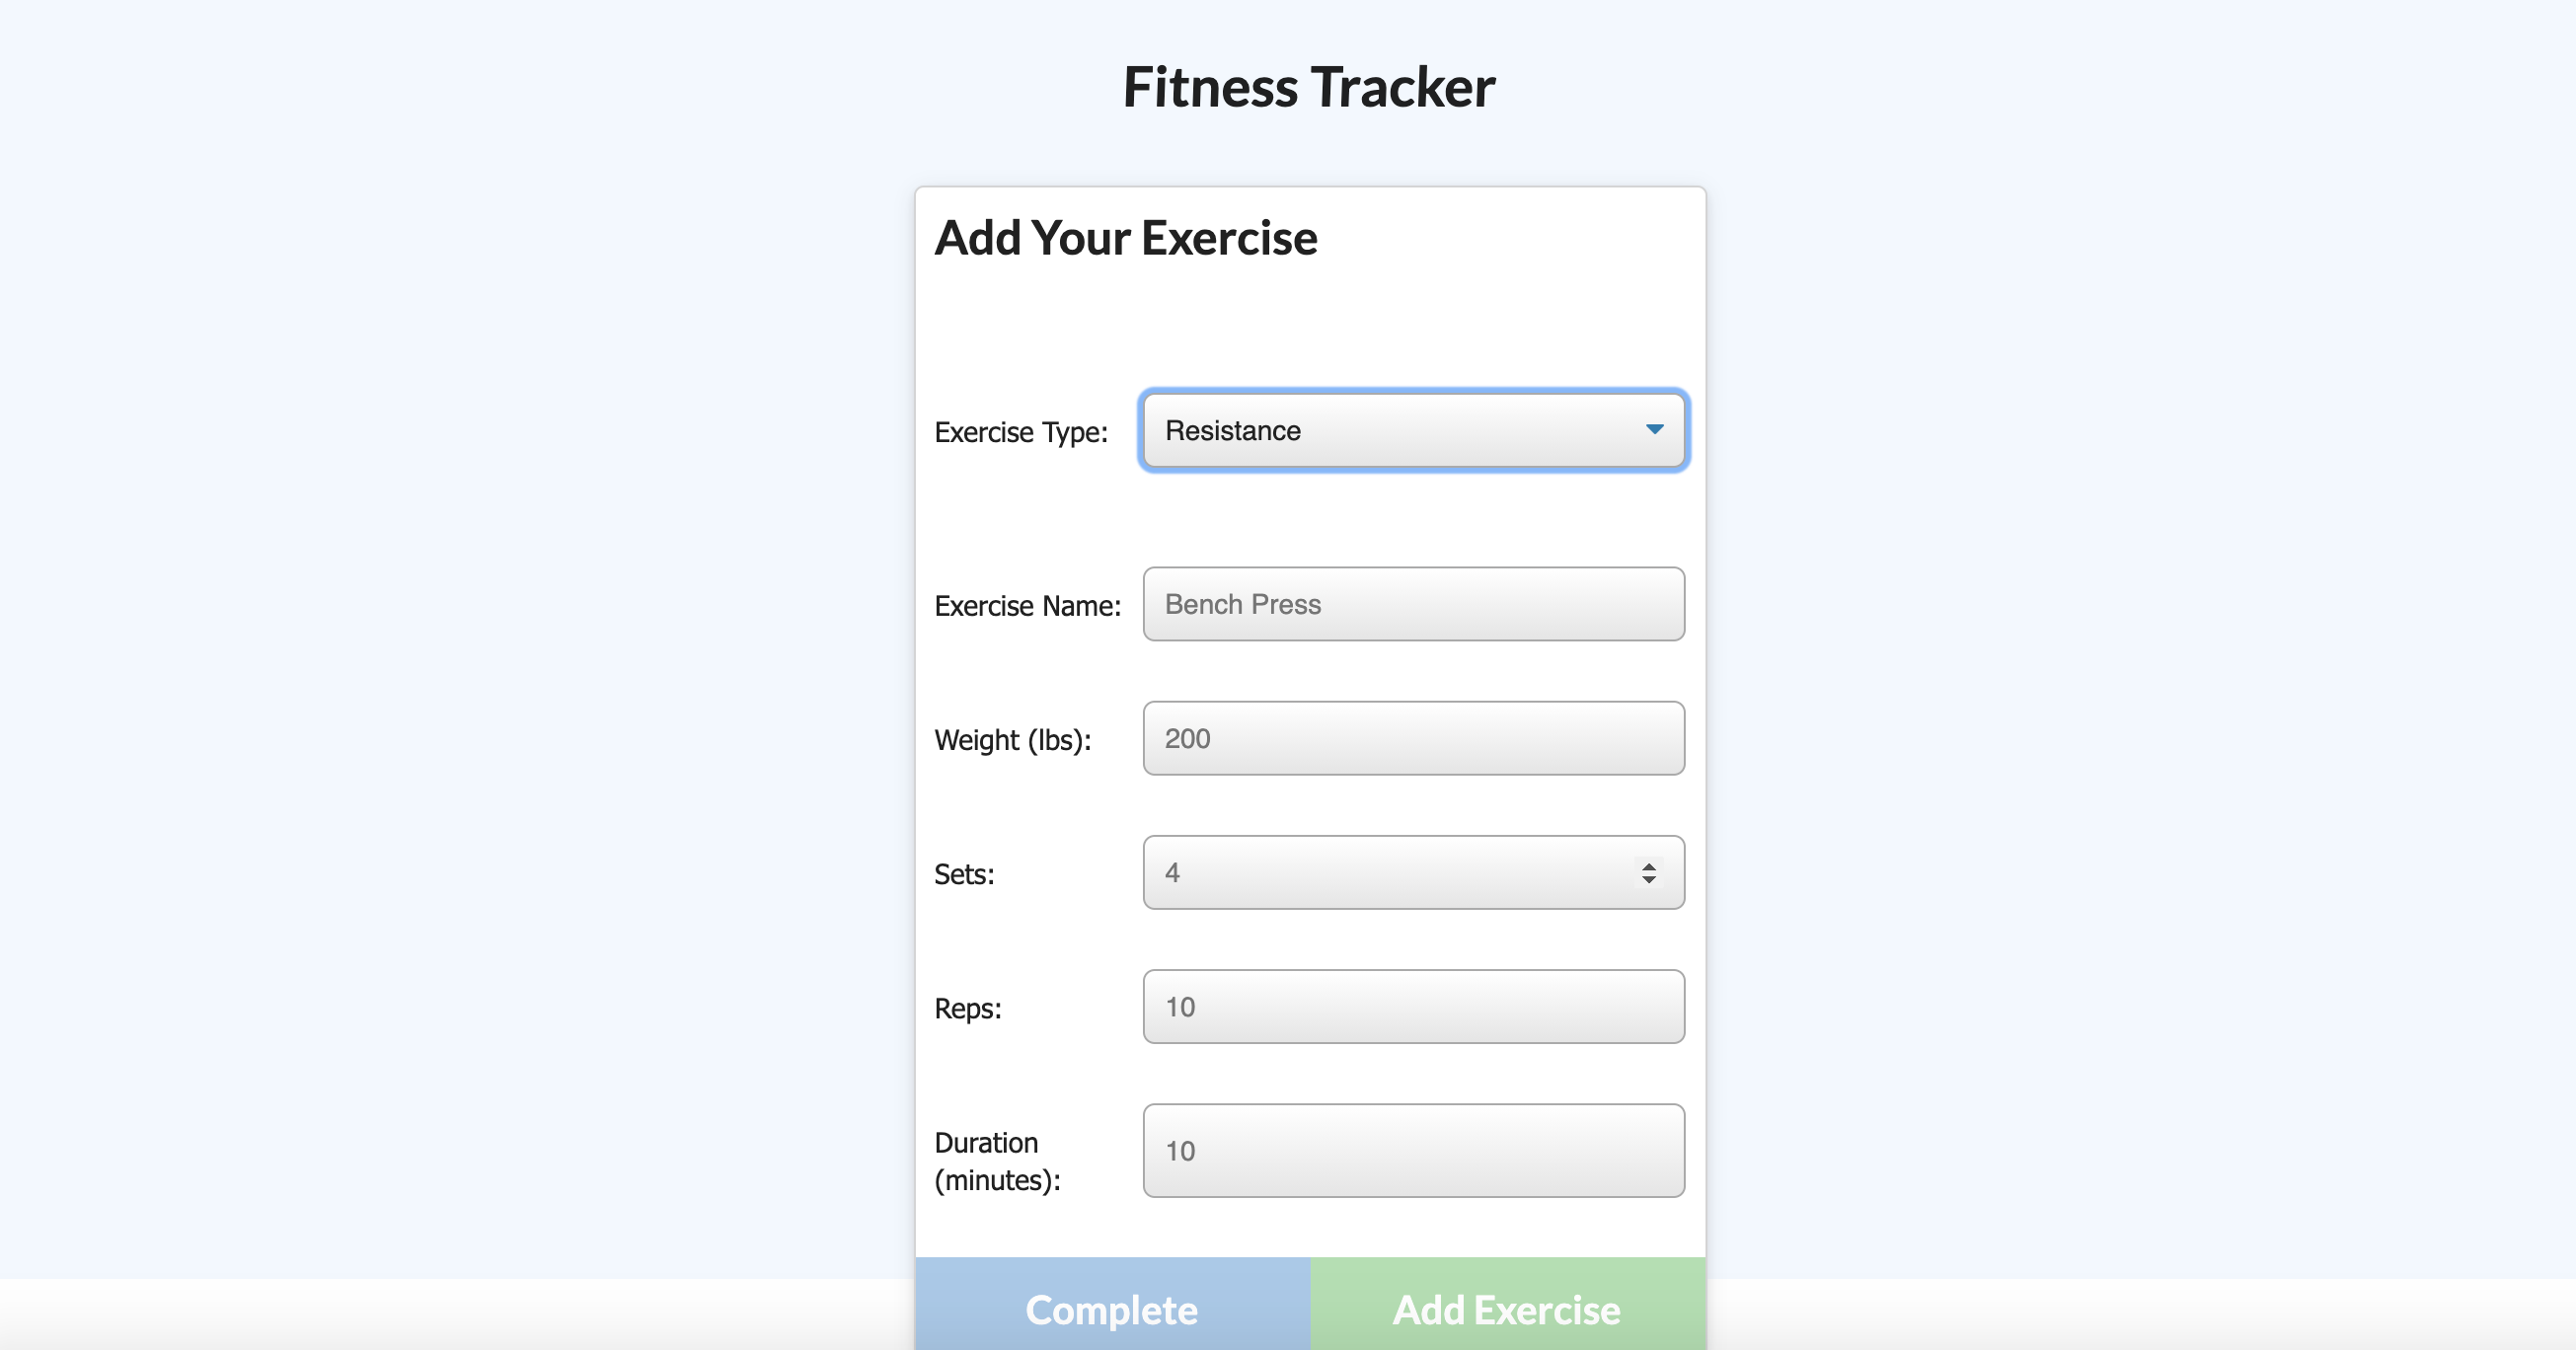 Fitness Tracker
Add Your Exercise
Exercise Type: Resistance
Exercise Name: Bench Press
Weight (lbs): 200
Sets: 4
Reps: 10
Duration
(minutes): 10
Complete Add Exercise